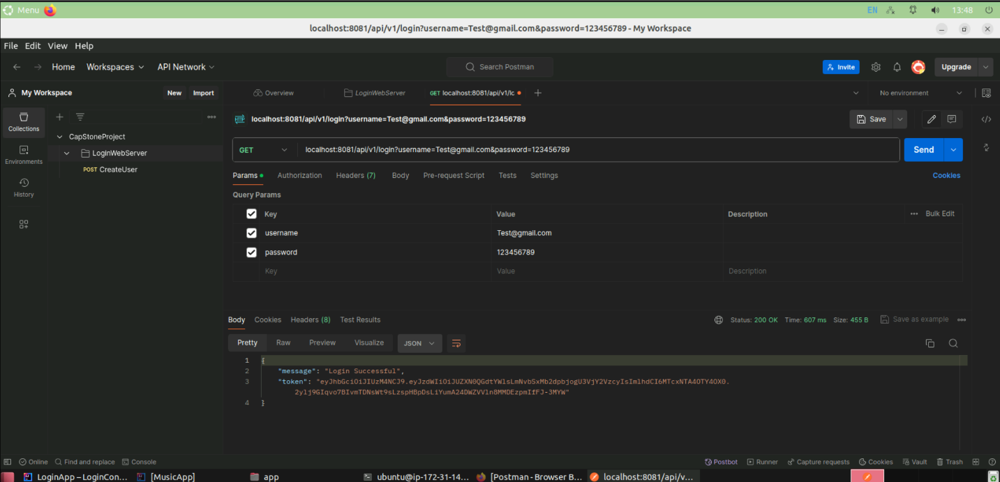 Menu EN 13:48
localhost:8081/api/v1/login?username=Test@gmail.com&password=123456789 - My Workspace
File Edit View Help
Home Workspaces API Network Search Postman Invite Upgrade
My Workspace New Import Overview LoginWebServer GET localhost:8081/api/v1/lc No environment
Collections
Environments
History
CapStoneProject
LoginWebServer
POST CreateUser
HTTP localhost:8081/api/v1/login?username=Test@gmail.com&password=123456789 Save
GET localhost:8081/api/v1/login?username=Test@gmail.com&password=123456789 Send
Params Authorization Headers (7) Body Pre-request Script Tests Settings Cookies
Query Params
Key Value Description Bulk Edit
username Test@gmail.com
password 123456789
Key Value Description
Body Cookies Headers (8) Test Results Status: 200 OK Time: 607 ms Size: 455 B Save as example
Pretty Raw Preview Visualize JSON
1 {
2 "message": "Login Successful",
3 "token": "eyJhbGciOiJIUzM4NCJ9.eyJzdWIiOiJUZXN0QGdtYWlsLmNvbSxMb2dpbjogU3VjY2VzcyIsImlhdCI6MTcxNTA4OTY4OX0.
2ylj9GIqvo7BIvmTDNsWt9sLzspHBpDsLiYumA24DWZVVln8MMDEzpmIfFJ-3MYW"
4 }
Online Find and replace Console Postbot Runner Capture requests Cookies Vault Trash
LoginApp – LoginCon... [MusicApp] app ubuntu@ip-172-31-14... [Postman - Browser B... localhost:8081/api/v...